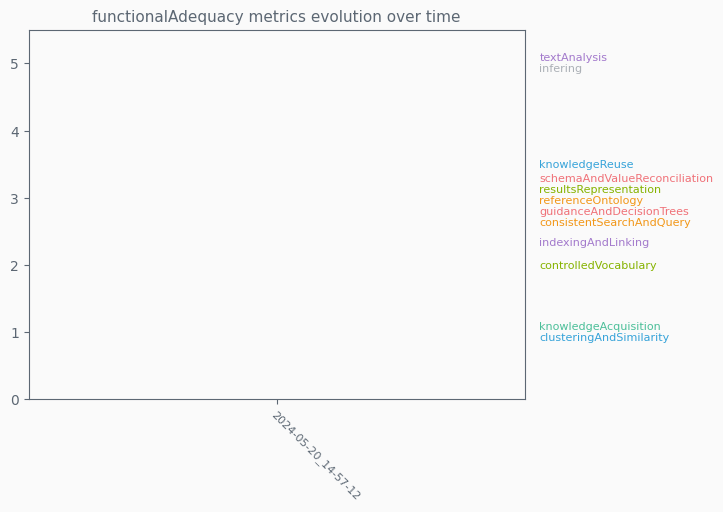 functionalAdequacy metrics evolution over time
5
4
3
2
1
0
2024-05-20_14-57-12
textAnalysis
infering
knowledgeReuse
schemaAndValueReconciliation
resultsRepresentation
referenceOntology
guidanceAndDecisionTrees
consistentSearchAndQuery
indexingAndLinking
controlledVocabulary
knowledgeAcquisition
clusteringAndSimilarity